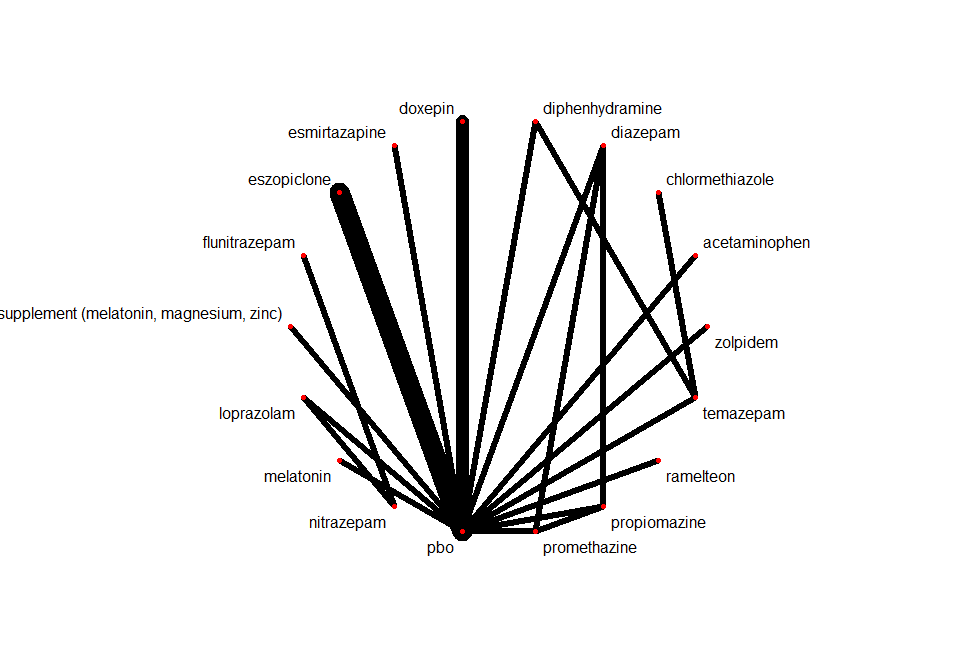 doxepin
diphenhydramine
esmirtazapine
diazepam
eszopiclone
chlormethiazole
flunitrazepam
acetaminophen
supplement (melatonin, magnesium, zinc)
zolpidem
loprazolam
temazepam
melatonin
ramelteon
nitrazepam
propiomazine
pbo
promethazine